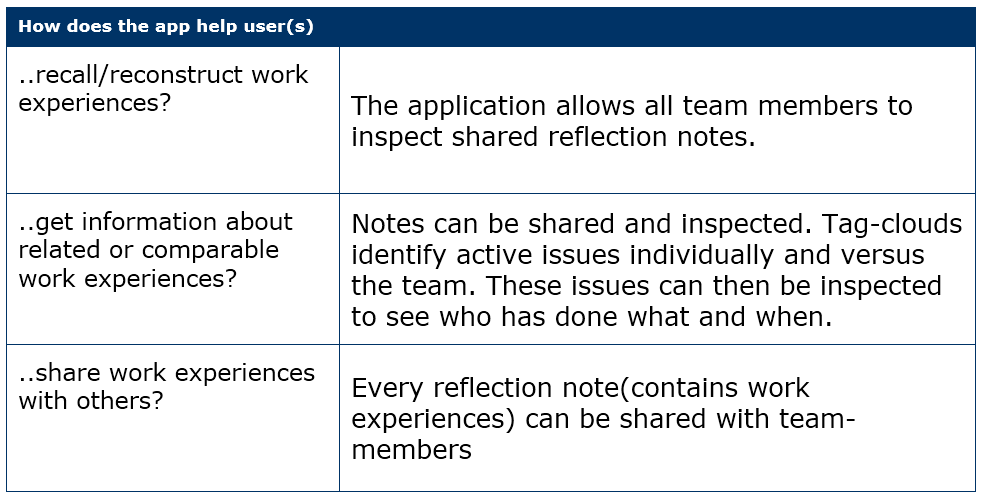 How does the app help user(s)
..recall/reconstruct work
experiences?
The application allows all team members to
inspect shared reflection notes.
..get information about
related or comparable
work experiences?
Notes can be shared and inspected. Tag-clouds
identify active issues individually and versus
the team. These issues can then be inspected
to see who has done what and when.
..share work experiences
with others?
Every reflection note(contains work
experiences) can be shared with team-
members